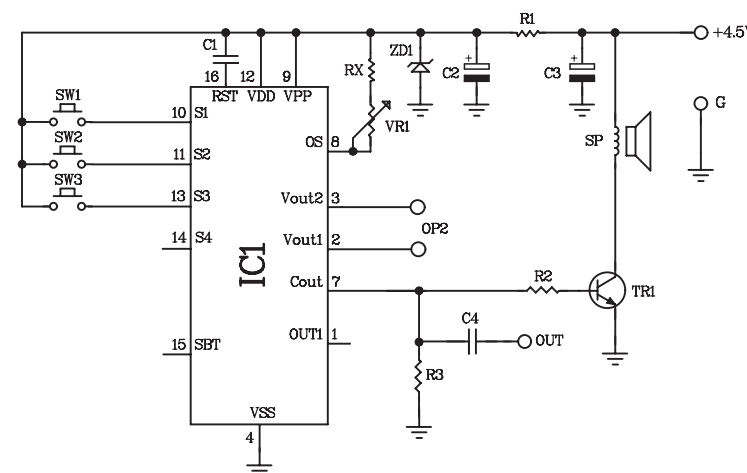 R1
+4.5V
C1
ZD1
RX
C2
C3
16 12 9
RST VDD VPP
SW1
10 S1
VR1
G
SW2
OS 8
SP
11 S2
SW3
13 S3
Vout2 3
14 S4
OP2
Vout1 2
IC1
Cout 7
R2
TR1
C4
OUT1 1
OUT
15 SBT
R3
VSS
4